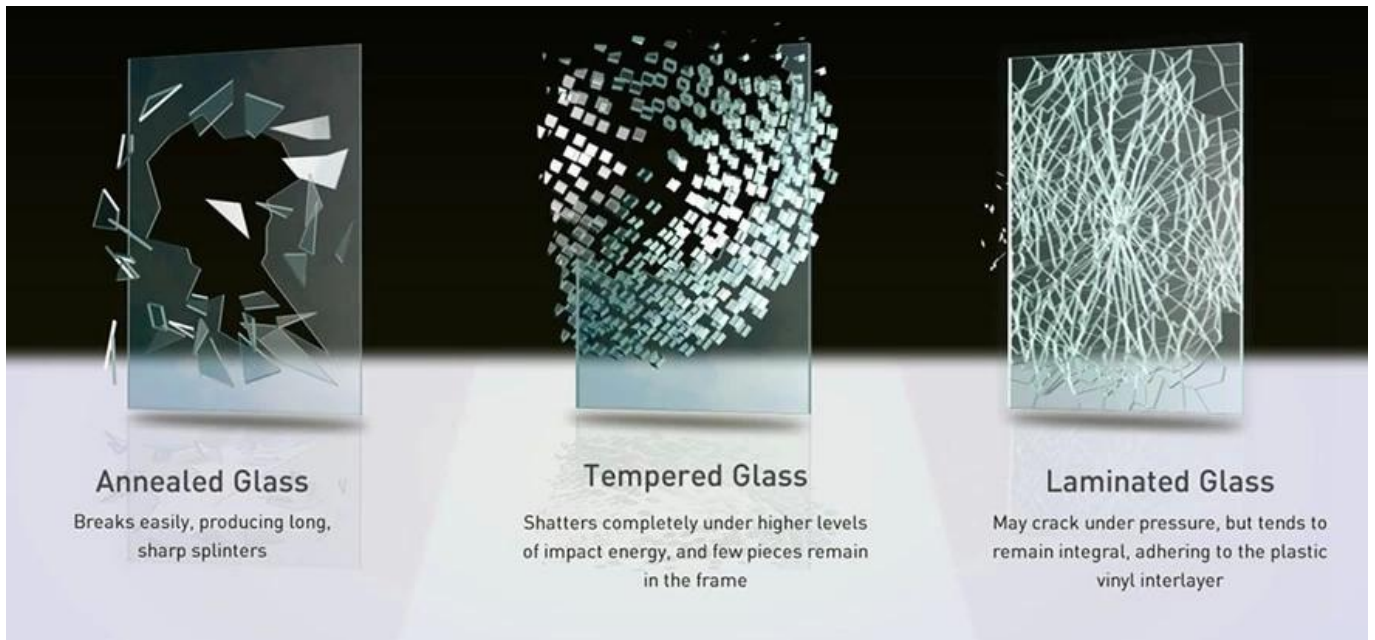 Annealed Glass
Breaks easily, producing long,
sharp splinters
Tempered Glass
Shatters completely under higher levels
of impact energy, and few pieces remain
in the frame
Laminated Glass
May crack under pressure, but tends to
remain integral, adhering to the plastic
vinyl interlayer